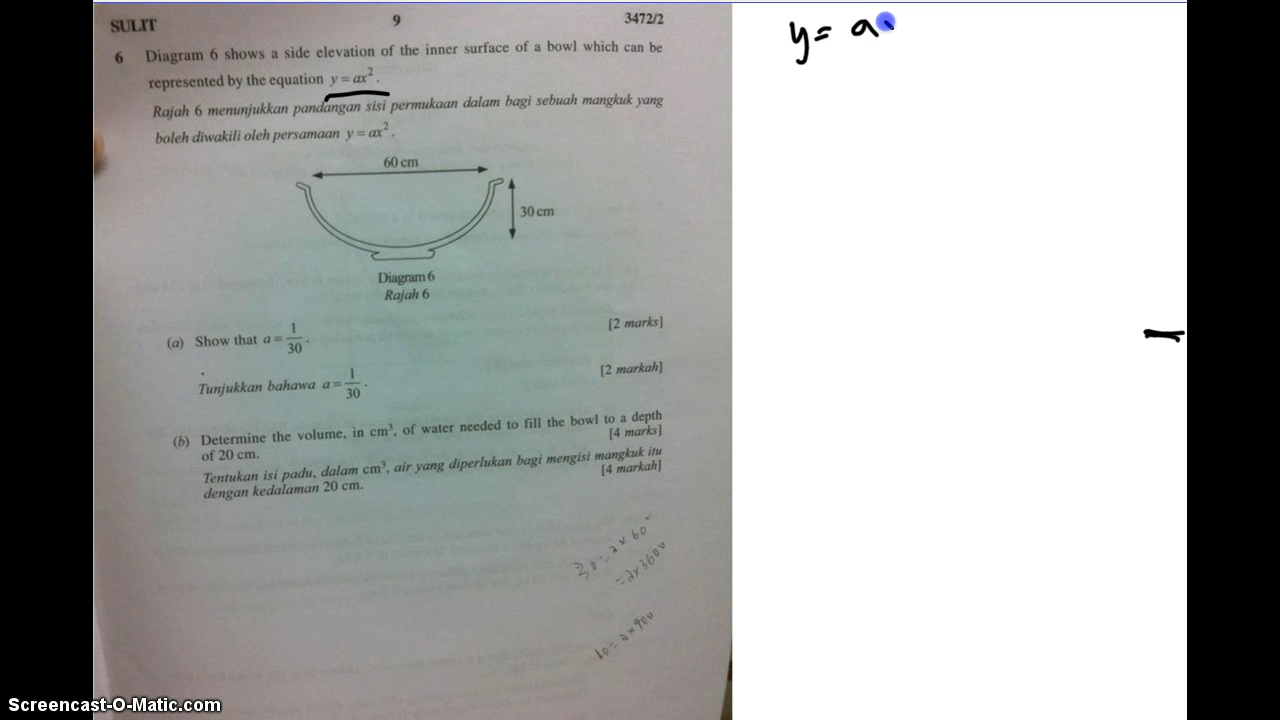 SULIT 9 3472/2
6 Diagram 6 shows a side elevation of the inner surface of a bowl which can be
represented by the equation y = ax².
Rajah 6 menunjukkan pandangan sisi permukaan dalam bagi sebuah mangkuk yang
boleh diwakili oleh persamaan y = ax².
60 cm
30 cm
Diagram 6
Rajah 6
(a) Show that a = 1/30. [2 marks]
Tunjukkan bahawa a = 1/30. [2 markah]
(b) Determine the volume, in cm³, of water needed to fill the bowl to a depth
of 20 cm. [4 marks]
Tentukan isi padu, dalam cm³, air yang diperlukan bagi mengisi mangkuk itu
dengan kedalaman 20 cm. [4 markah]
30 = a × 60²
= a × 3600
y = a
Screencast-O-Matic.com